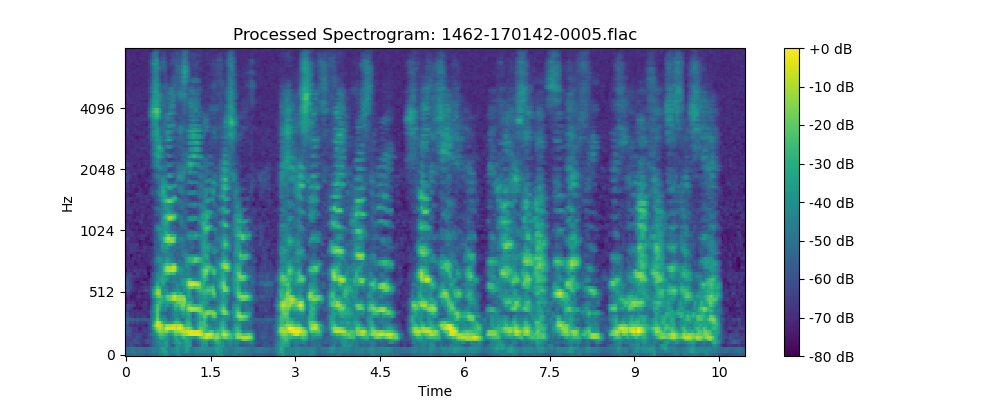 Processed Spectrogram: 1462-170142-0005.flac
+0 dB
-10 dB
4096
-20 dB
2048
-30 dB
Hz
1024
-40 dB
-50 dB
512
-60 dB
-70 dB
0
-80 dB
0 1.5 3 4.5 6 7.5 9 10
Time